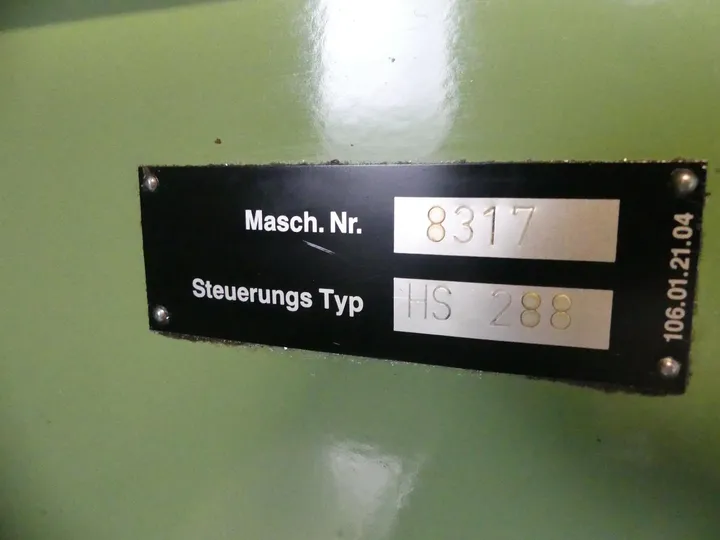 Masch. Nr. 8317
Steuerungs Typ HS 288
106.01.21.04